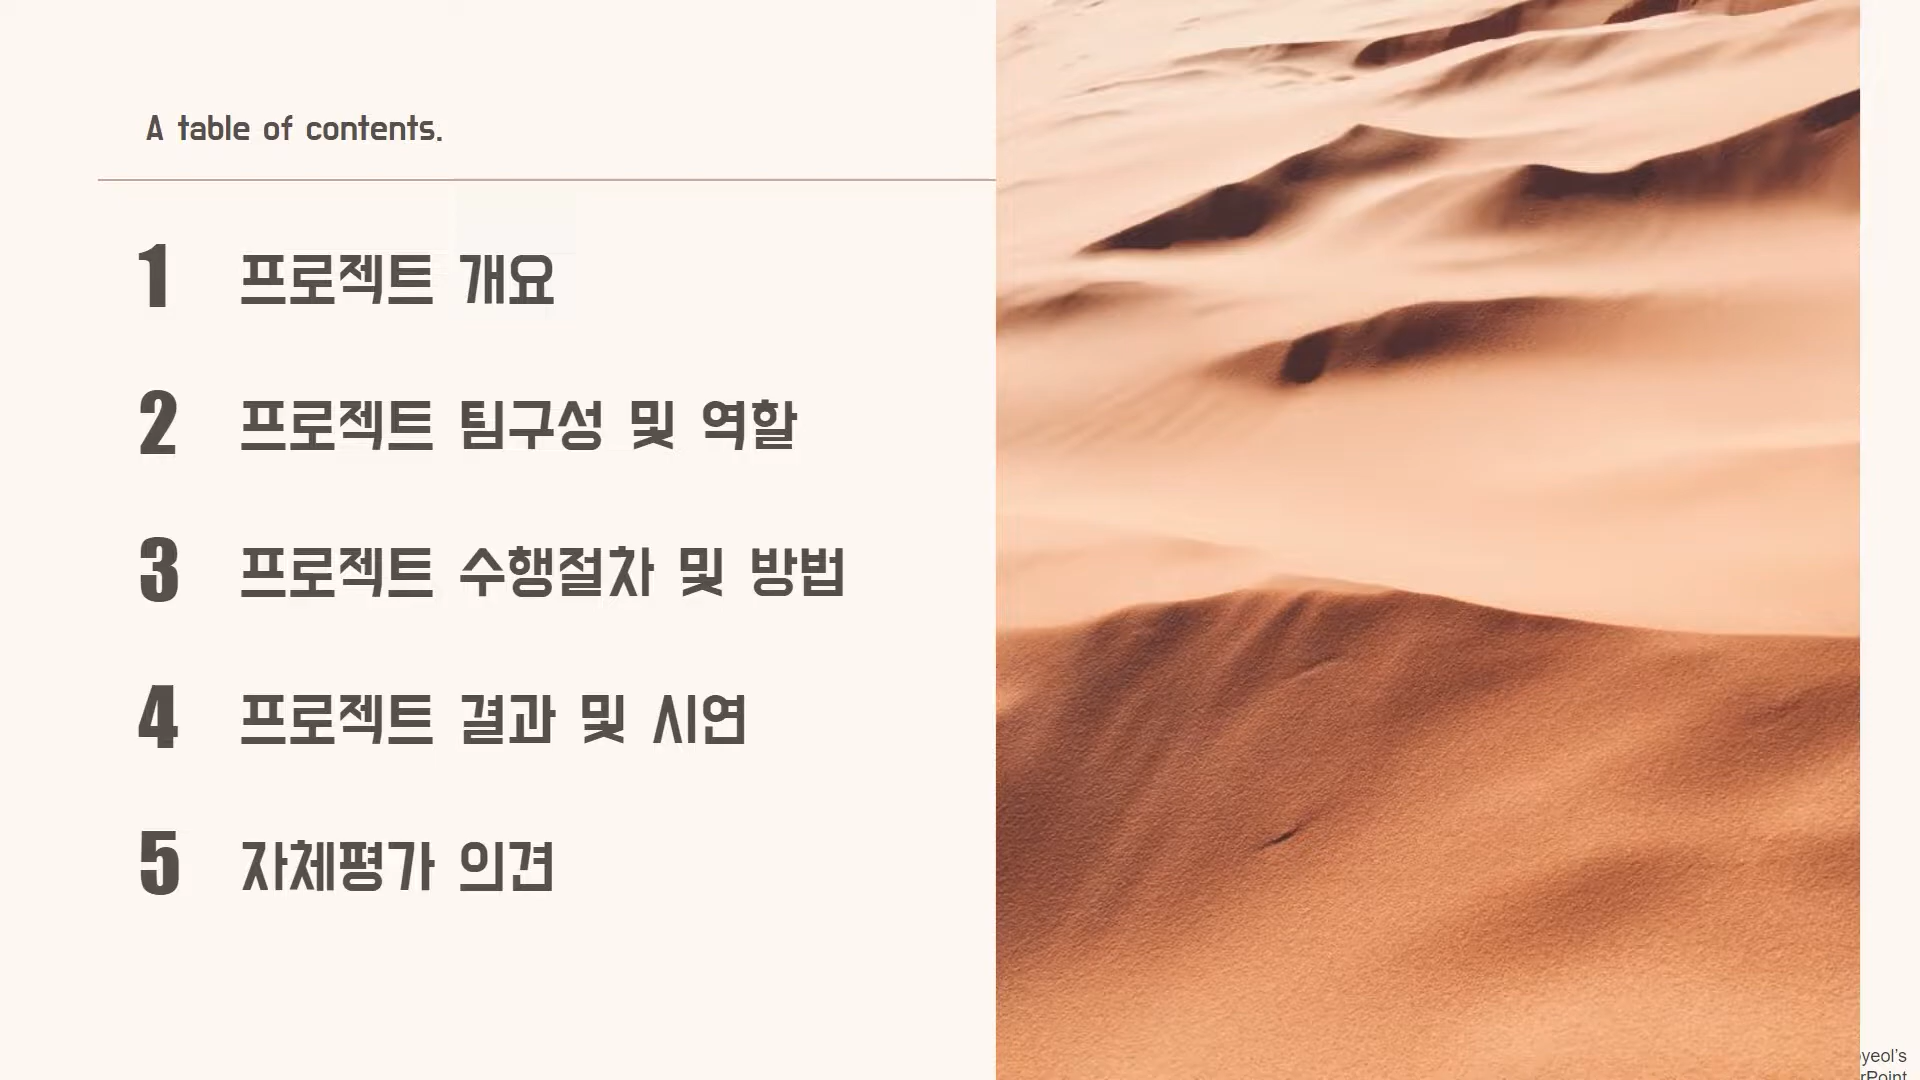 A table of contents.
1 프로젝트 개요
2 프로젝트 팀구성 및 역할
3 프로젝트 수행절차 및 방법
4 프로젝트 결과 및 시연
5 자체평가 의견